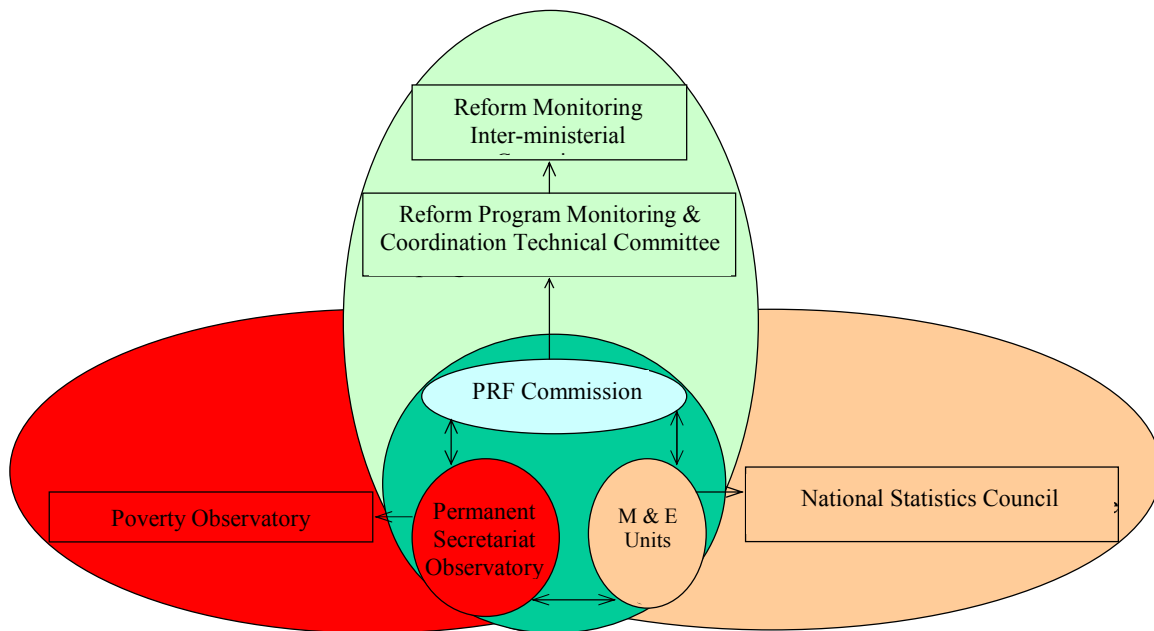 Reform Monitoring
Inter-ministerial
Reform Program Monitoring &
Coordination Technical Committee
PRF Commission
Poverty Observatory
Permanent
Secretariat
Observatory
M & E
Units
National Statistics Council